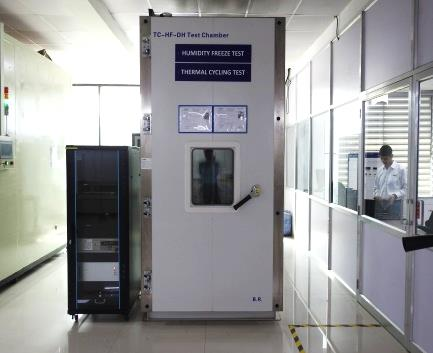 TC-HF-DH Test Chamber
HUMIDITY FREEZE TEST
THERMAL CYCLING TEST